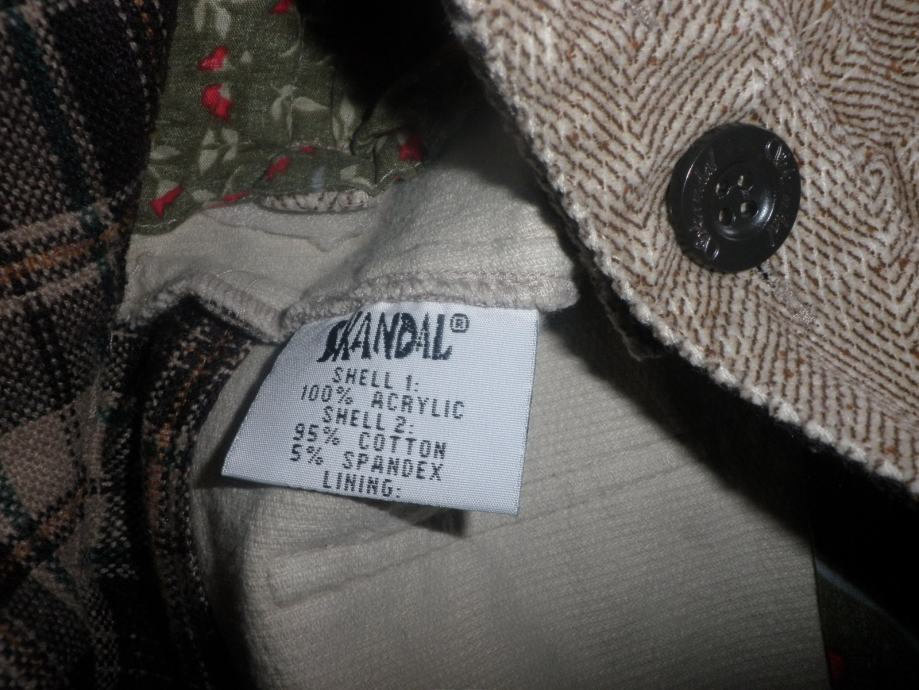 SKANDAL®
SHELL 1:
100% ACRYLIC
SHELL 2:
95% COTTON
5% SPANDEX
LINING: